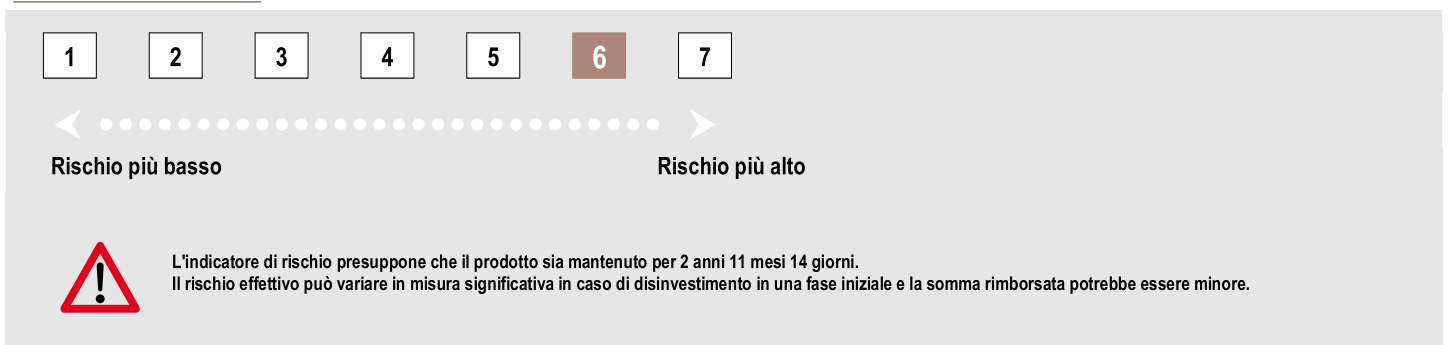 1 2 3 4 5 6 7
Rischio più basso Rischio più alto
L'indicatore di rischio presuppone che il prodotto sia mantenuto per 2 anni 11 mesi 14 giorni.
Il rischio effettivo può variare in misura significativa in caso di disinvestimento in una fase iniziale e la somma rimborsata potrebbe essere minore.